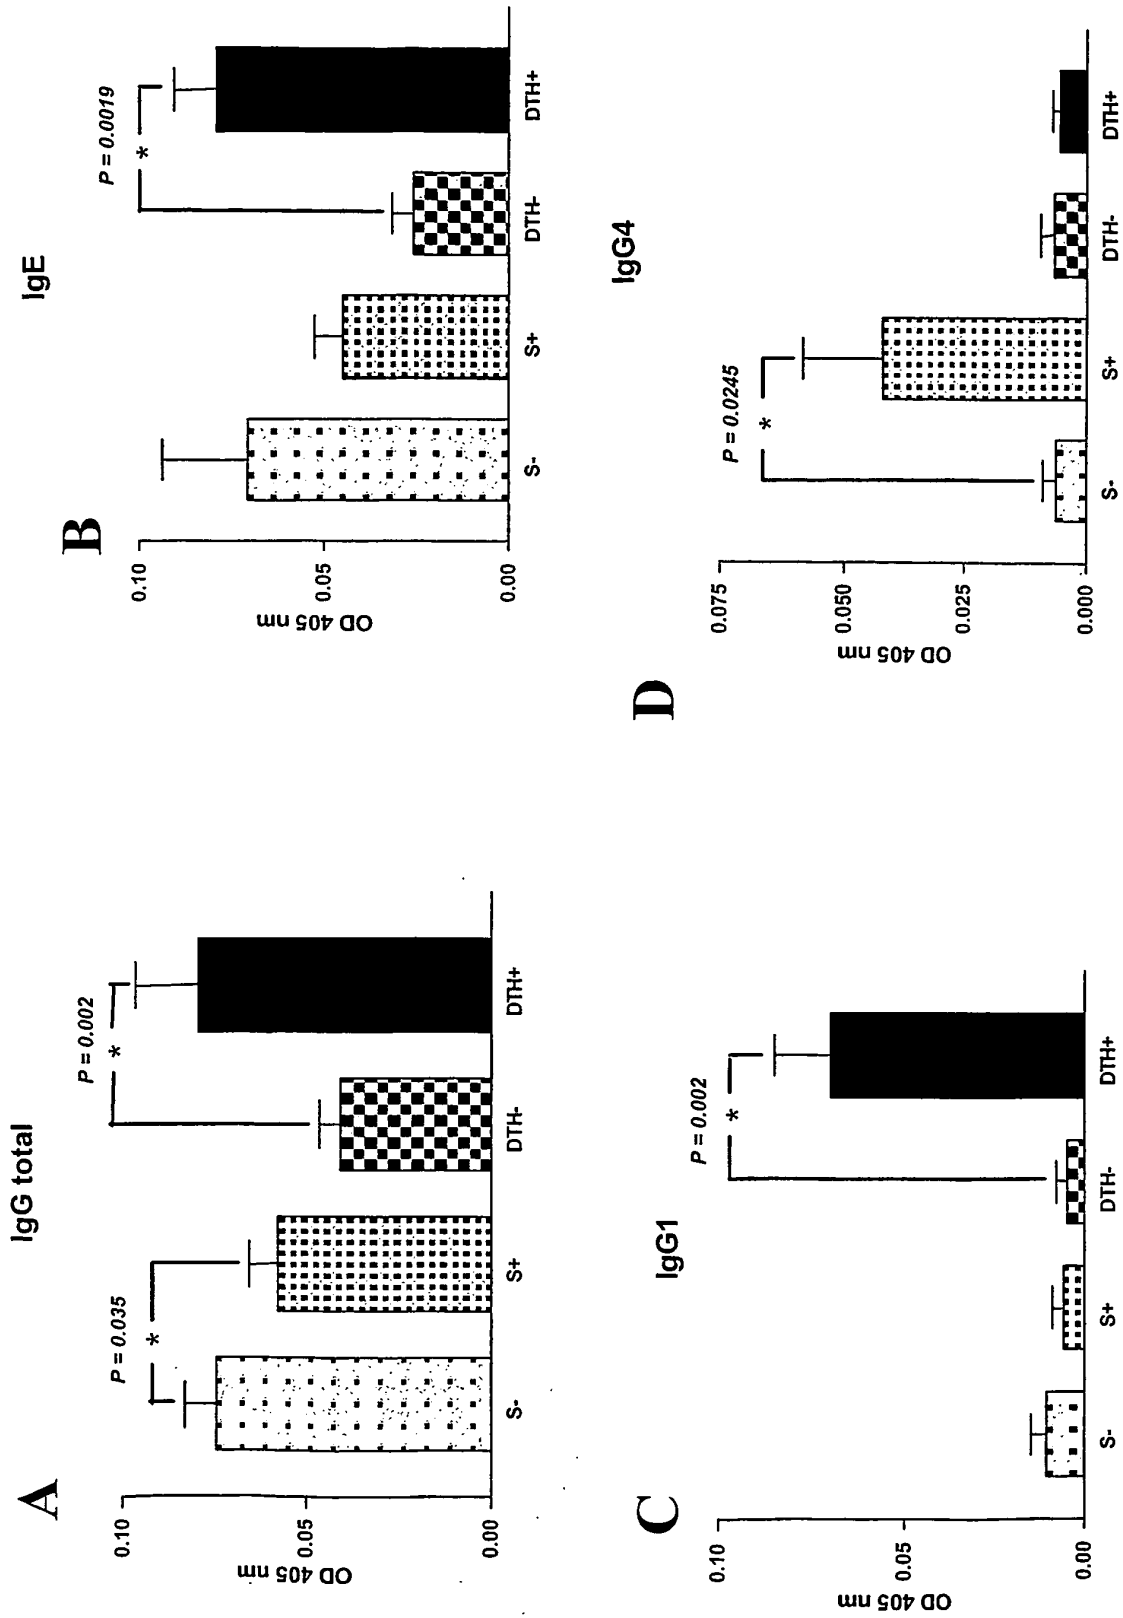 A
IgG total
P = 0.035
*
P = 0.002
*
OD 405 nm
0.10
0.05
0.00
S-
S+
DTH-
DTH+
B
IgE
P = 0.0019
*
OD 405 nm
0.10
0.05
0.00
S-
S+
DTH-
DTH+
C
IgG1
P = 0.002
*
OD 405 nm
0.10
0.05
0.00
S-
S+
DTH-
DTH+
D
IgG4
P = 0.0245
*
OD 405 nm
0.075
0.050
0.025
0.000
S-
S+
DTH-
DTH+